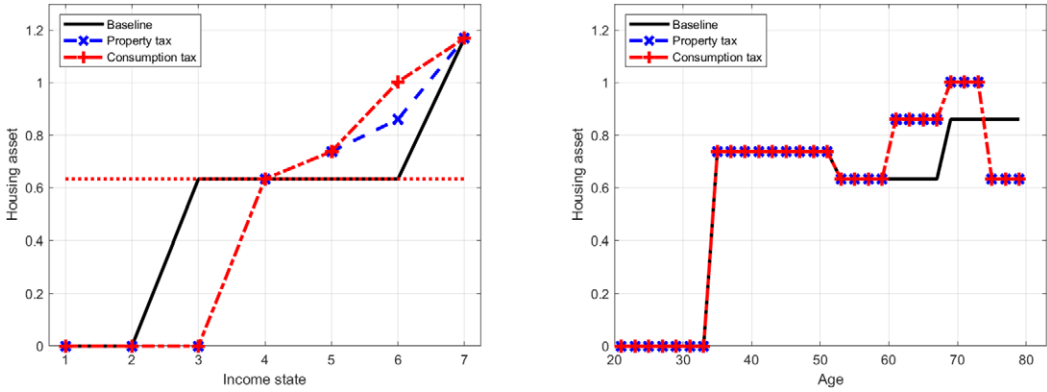 Baseline
Property tax
Consumption tax
1.2
1
0.8
0.6
0.4
0.2
0
Housing asset
1 2 3 4 5 6 7
Income state
Baseline
Property tax
Consumption tax
1.2
1
0.8
0.6
0.4
0.2
0
Housing asset
20 30 40 50 60 70 80
Age